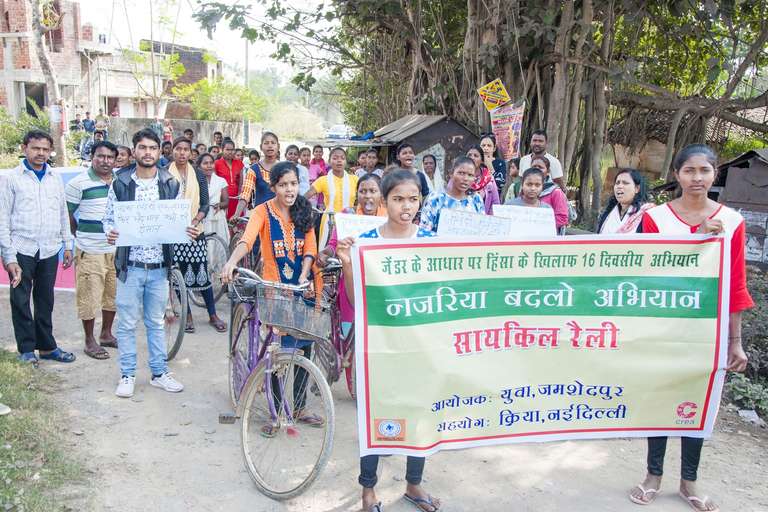 जेंडर के आधार पर हिंसा के खिलाफ 16 दिवसीय अभियान
नजरिया बदलो अभियान
सायकिल रैली
आयोजक: युवा, जमशेदपुर
सहयोग: क्रिया, नई दिल्ली
crea